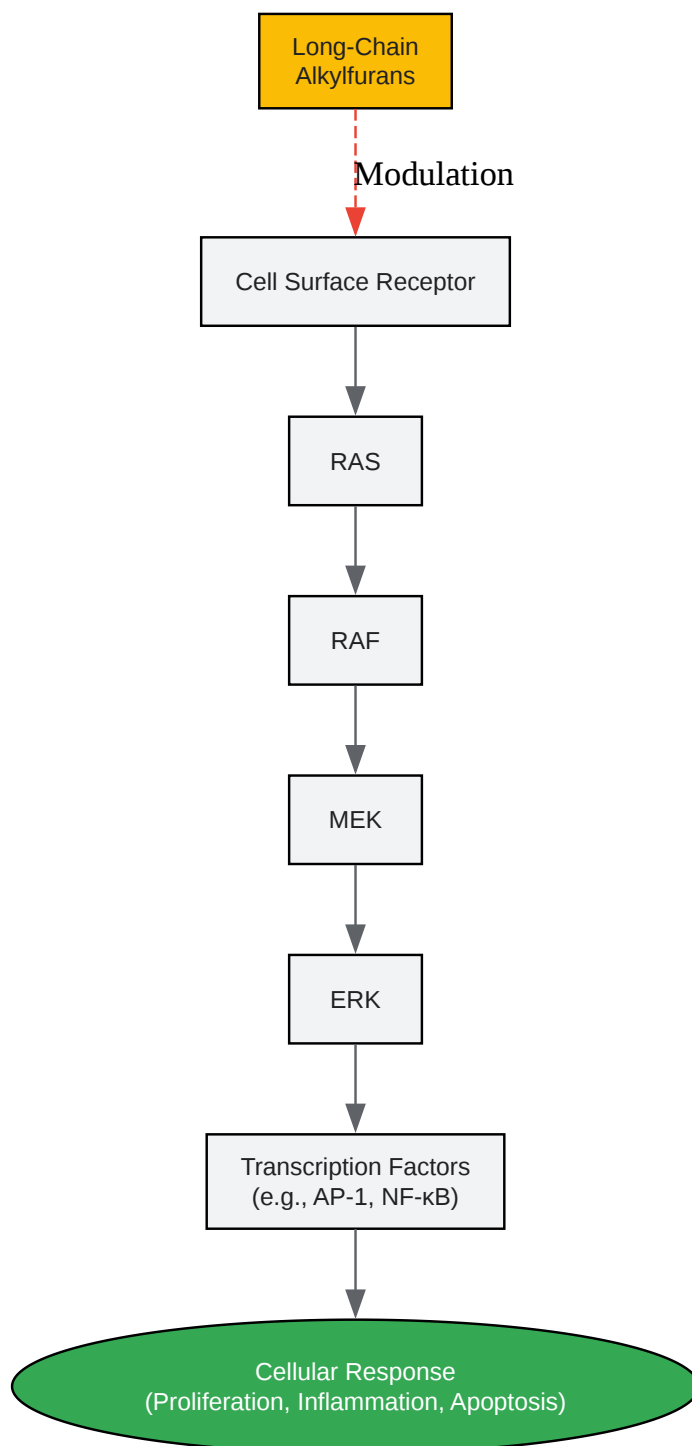 Long-Chain
Alkylfurans
Modulation
Cell Surface Receptor
RAS
RAF
MEK
ERK
Transcription Factors
(e.g., AP-1, NF-κB)
Cellular Response
(Proliferation, Inflammation, Apoptosis)